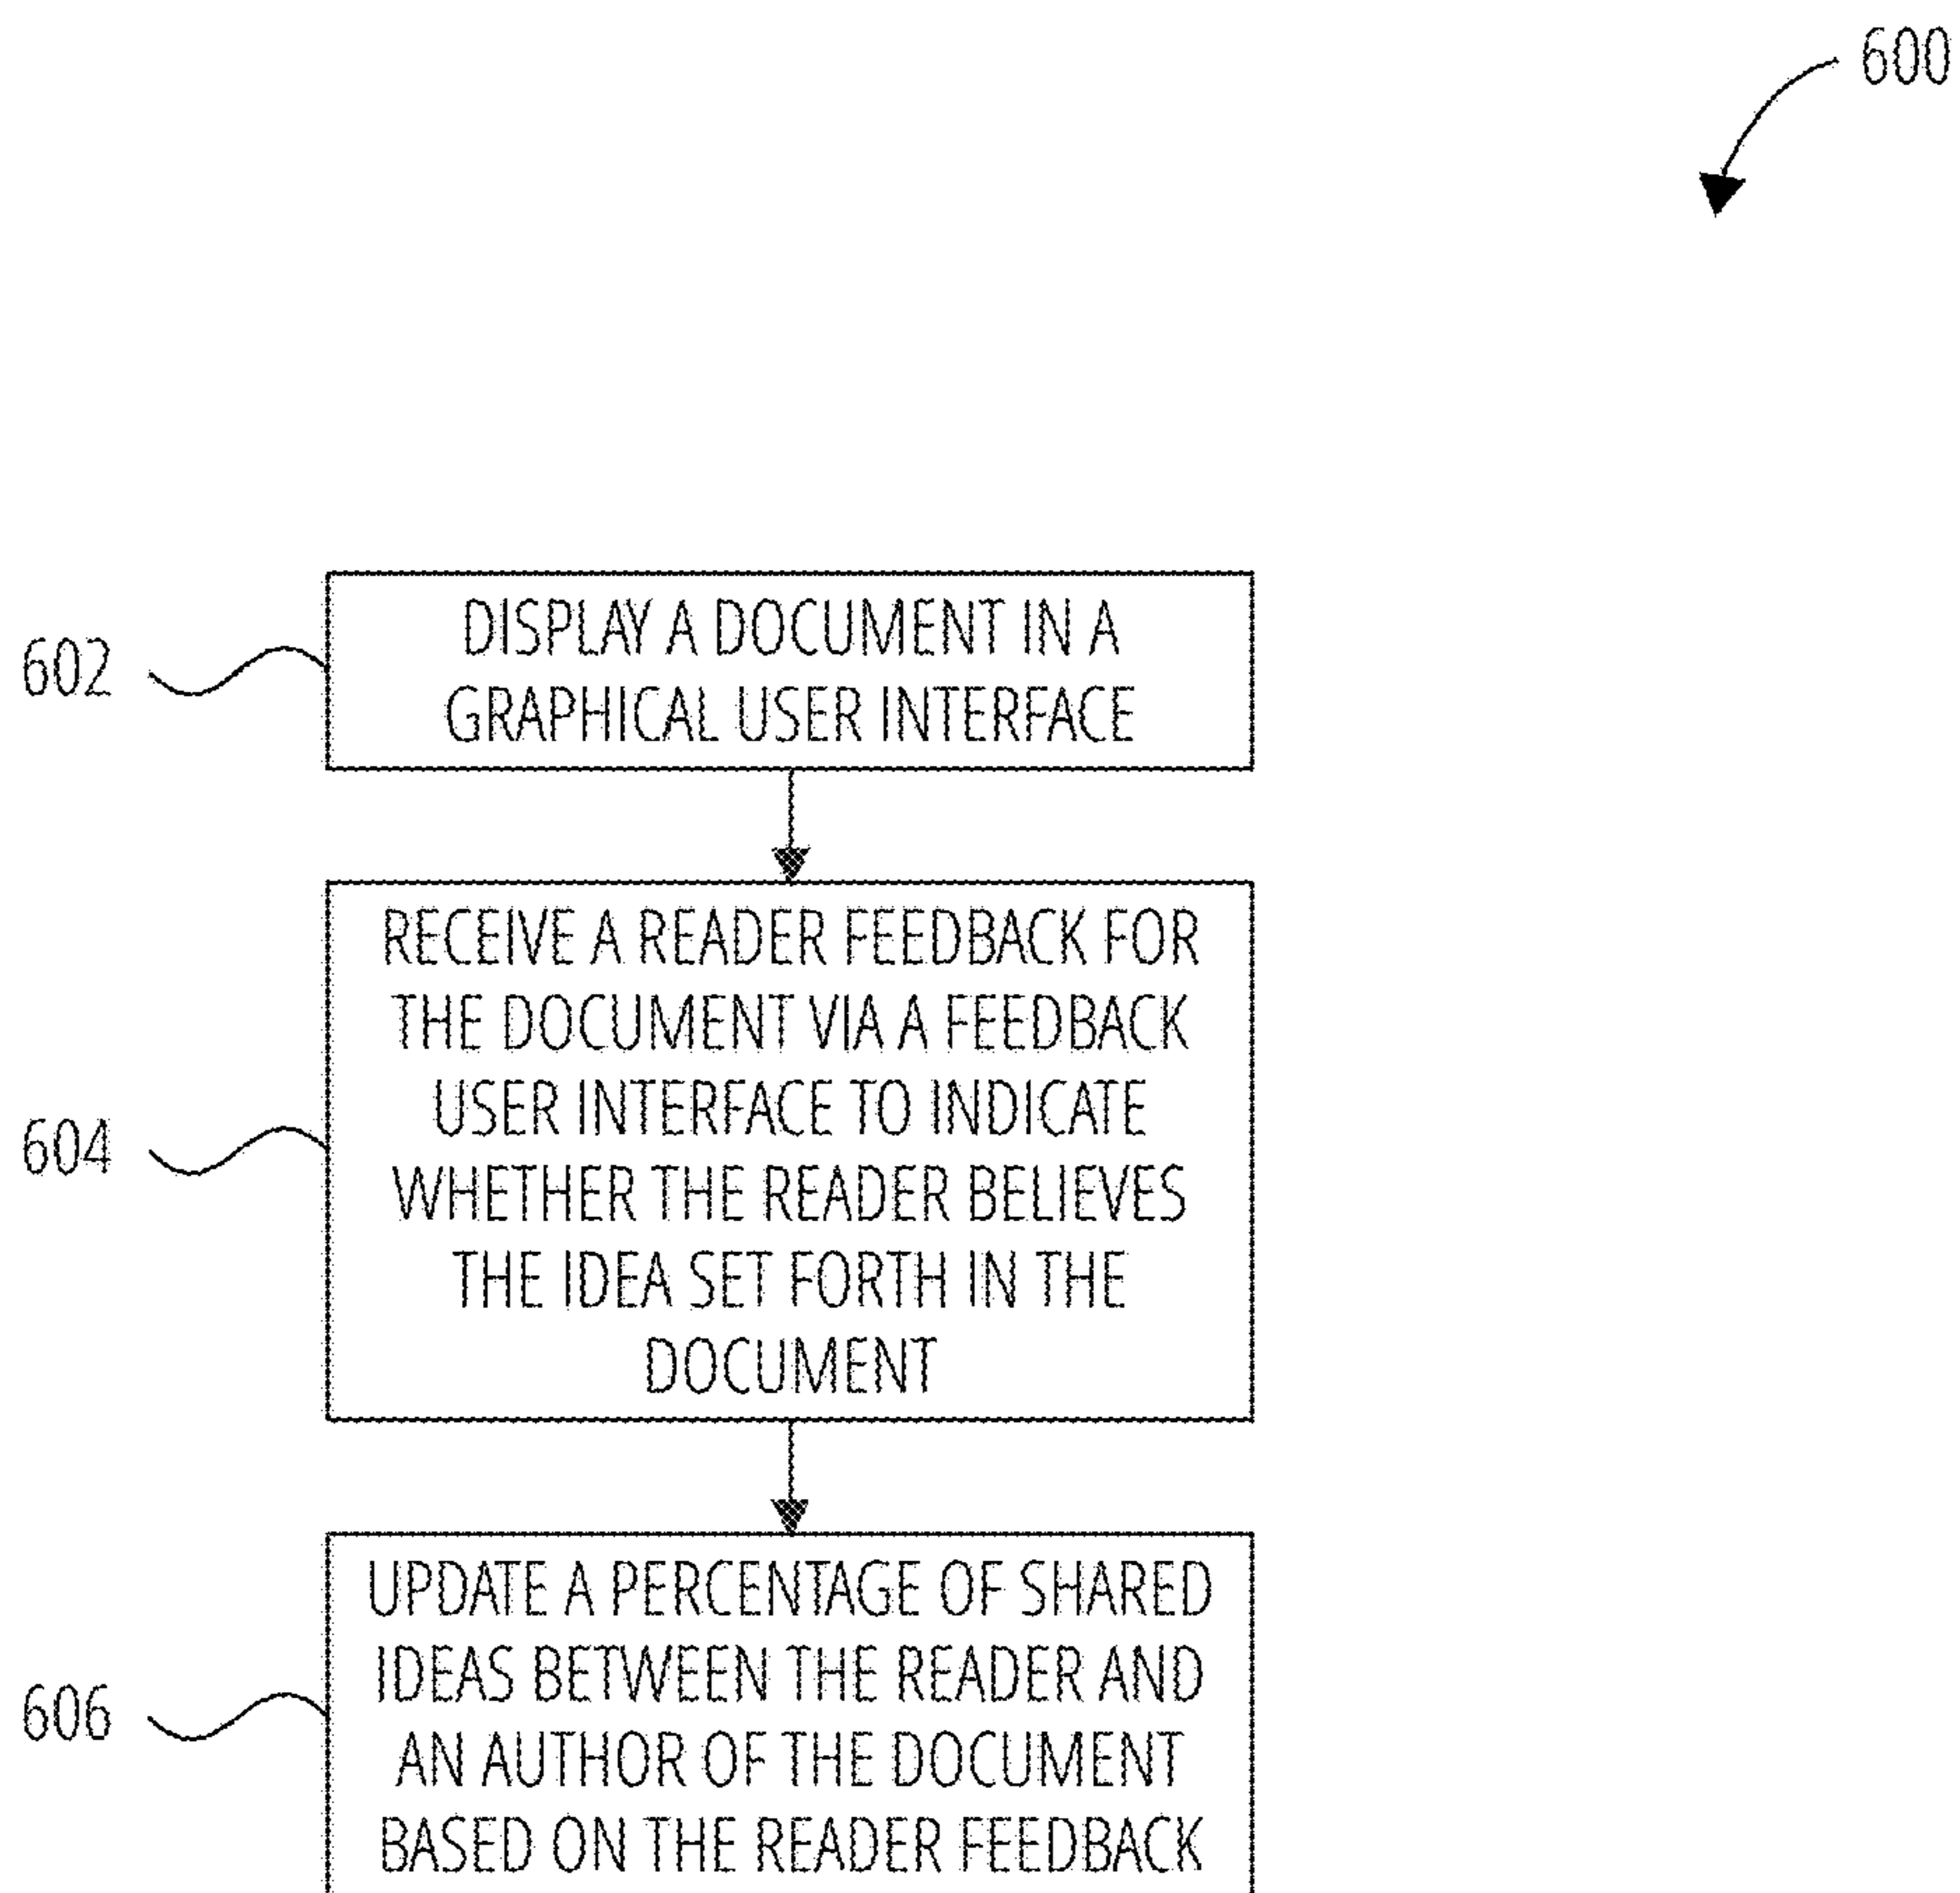 600
602
DISPLAY A DOCUMENT IN A
GRAPHICAL USER INTERFACE
604
RECEIVE A READER FEEDBACK FOR
THE DOCUMENT VIA A FEEDBACK
USER INTERFACE TO INDICATE
WHETHER THE READER BELIEVES
THE IDEA SET FORTH IN THE
DOCUMENT
606
UPDATE A PERCENTAGE OF SHARED
IDEAS BETWEEN THE READER AND
AN AUTHOR OF THE DOCUMENT
BASED ON THE READER FEEDBACK